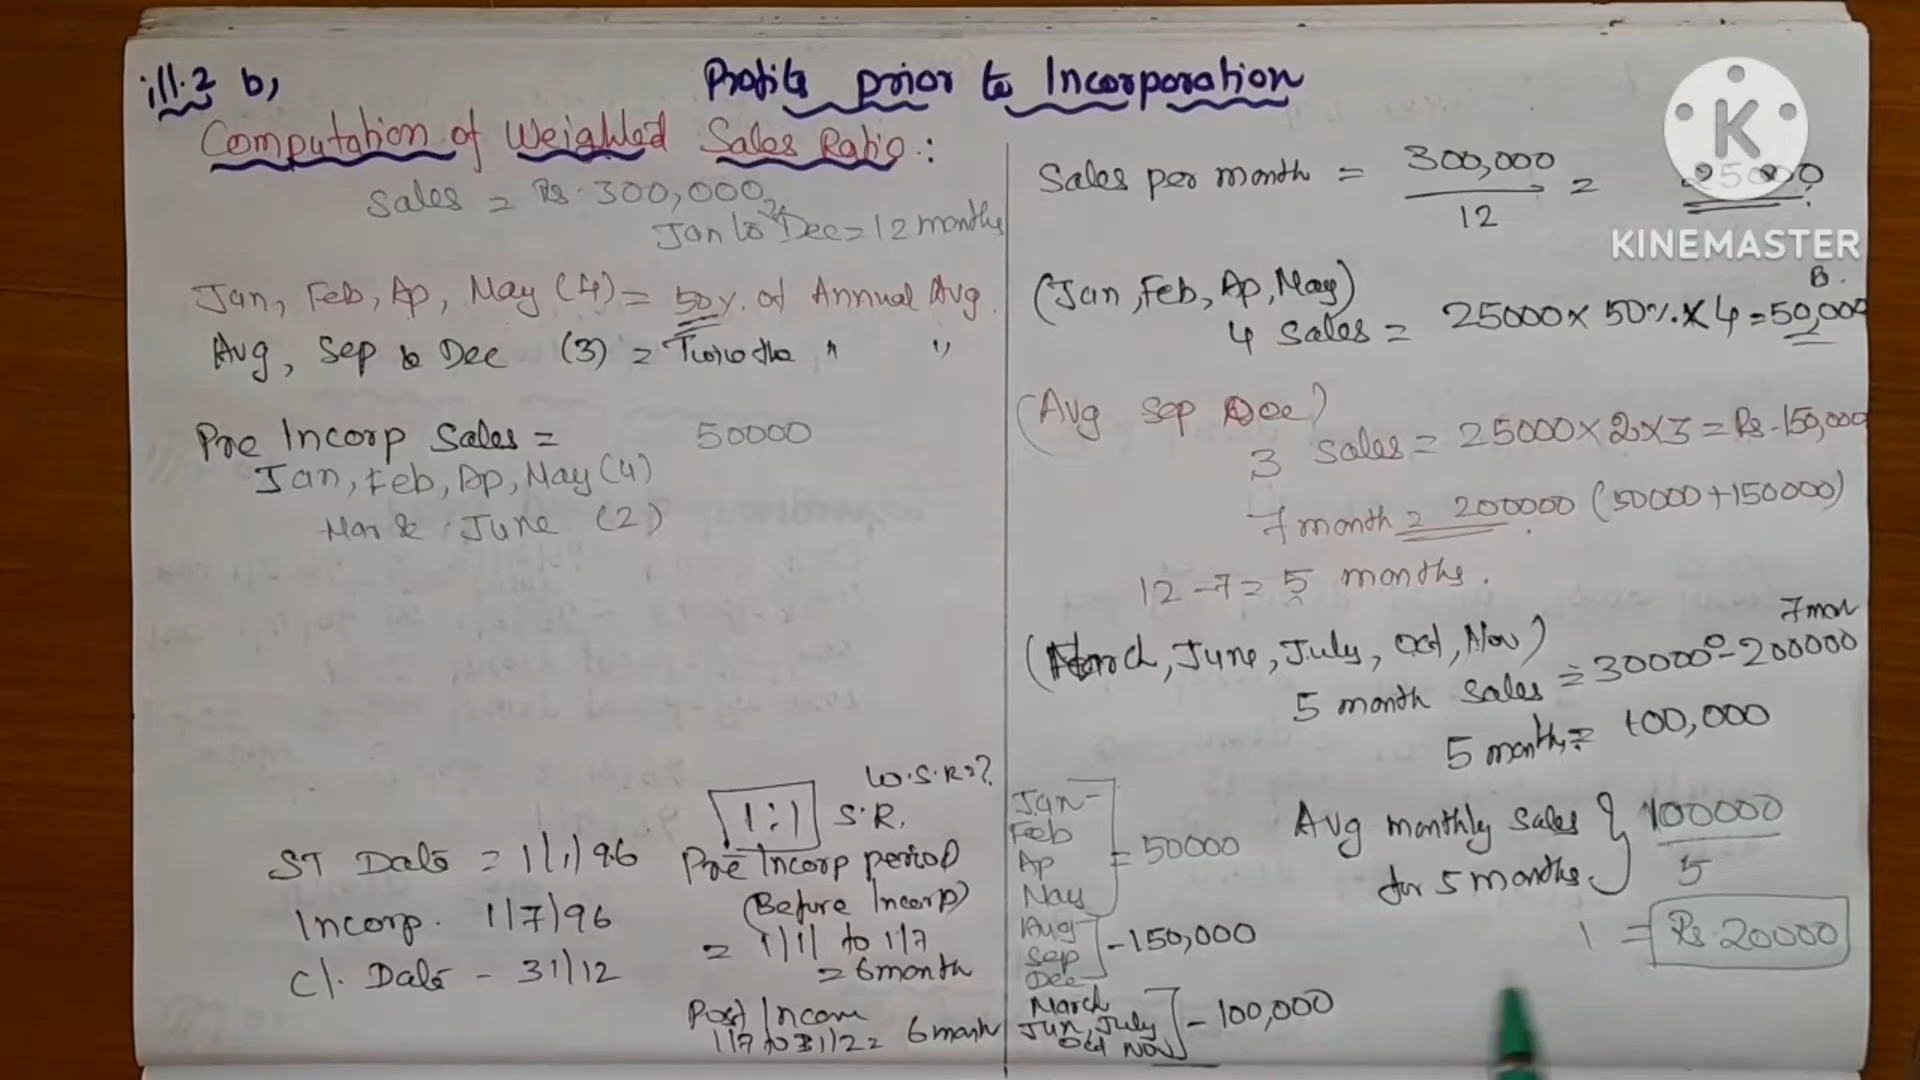 ill.2 b, Profits prior to Incorporation
Computation of Weighted Sales Ratio :
Sales = Rs. 300,000
Jan to Dec = 12 months
Jan, Feb, Ap, May (4) = 50% of Annual Avg.
Aug, Sep & Dec (3) = Twice the " "
Pre Incorp Sales = 50000
Jan, Feb, Ap, May (4)
Mar & June (2)
W.S.R = ?
1:1 S.R.
ST Date = 1/1/96
Incorp. 1/7/96
Cl. Date - 31/12
Pre Incorp period
(Before Incorp)
= 1/1 to 1/7
= 6 month
Post Incorp
1/7 to 31/12 = 6 month
Sales per month = 300,000 / 12 = 25000
K
KINEMASTER
(Jan, Feb, Ap, May)
4 Sales = 25000 x 50% x 4 = 50,000
(Aug Sep Dec)
3 Sales = 25000 x 2 x 3 = Rs. 150,000
7 month = 200000 (50000 + 150000)
12 - 7 = 5 months.
7 mon
(March, June, July, Oct, Nov)
5 month Sales = 300000 - 200000
5 month = 100,000
Jan
Feb
Ap
May
= 50000
Aug
Sep
Dec
- 150,000
March
Jun, July
Oct Nov
- 100,000
Avg monthly Sales } 100000
for 5 months. 5
= Rs. 20000